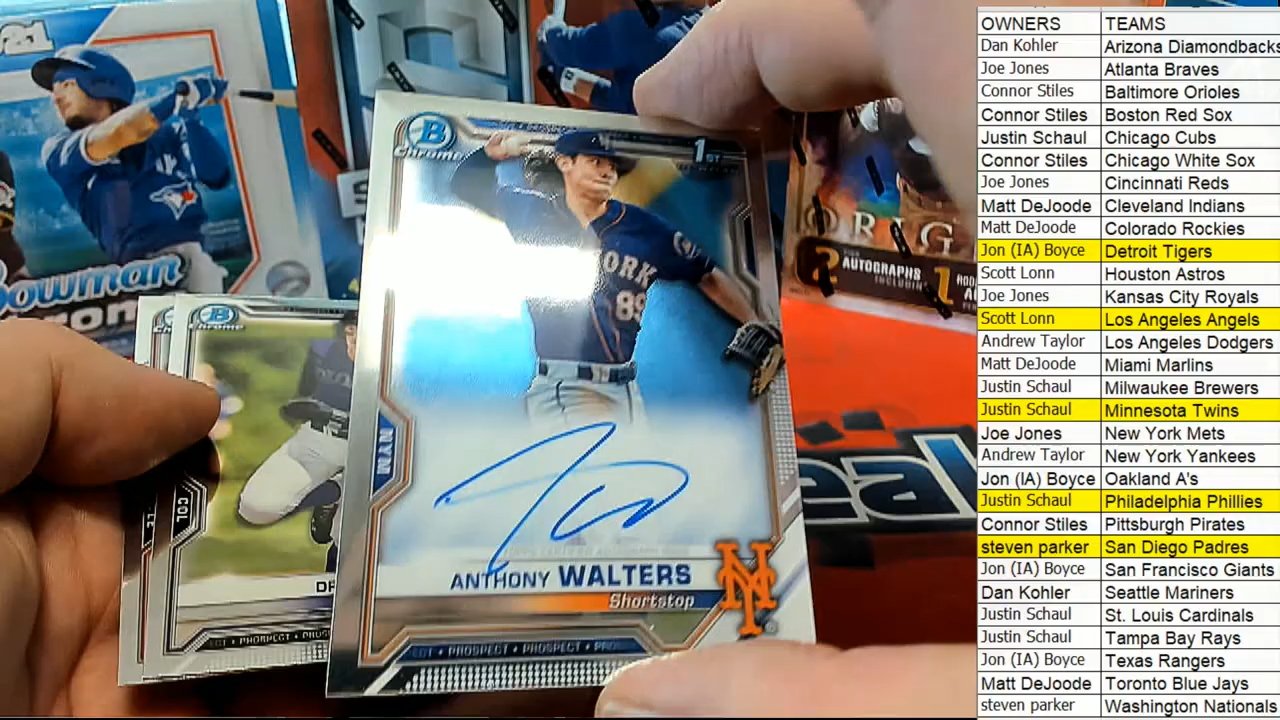 Bowman
B
Chrome
1ST
YORK
89
ANTHONY WALTERS
Shortstop
PROSPECT • PROSPECT
NY
B
Chrome
COL
PROSPECT
2 AUTOGRAPHS
1
OWNERS TEAMS
Dan Kohler Arizona Diamondbacks
Joe Jones Atlanta Braves
Connor Stiles Baltimore Orioles
Connor Stiles Boston Red Sox
Justin Schaul Chicago Cubs
Connor Stiles Chicago White Sox
Joe Jones Cincinnati Reds
Matt DeJoode Cleveland Indians
Matt DeJoode Colorado Rockies
Jon (IA) Boyce Detroit Tigers
Scott Lonn Houston Astros
Joe Jones Kansas City Royals
Scott Lonn Los Angeles Angels
Andrew Taylor Los Angeles Dodgers
Matt DeJoode Miami Marlins
Justin Schaul Milwaukee Brewers
Justin Schaul Minnesota Twins
Joe Jones New York Mets
Andrew Taylor New York Yankees
Jon (IA) Boyce Oakland A's
Justin Schaul Philadelphia Phillies
Connor Stiles Pittsburgh Pirates
steven parker San Diego Padres
Jon (IA) Boyce San Francisco Giants
Dan Kohler Seattle Mariners
Justin Schaul St. Louis Cardinals
Justin Schaul Tampa Bay Rays
Jon (IA) Boyce Texas Rangers
Matt DeJoode Toronto Blue Jays
steven parker Washington Nationals